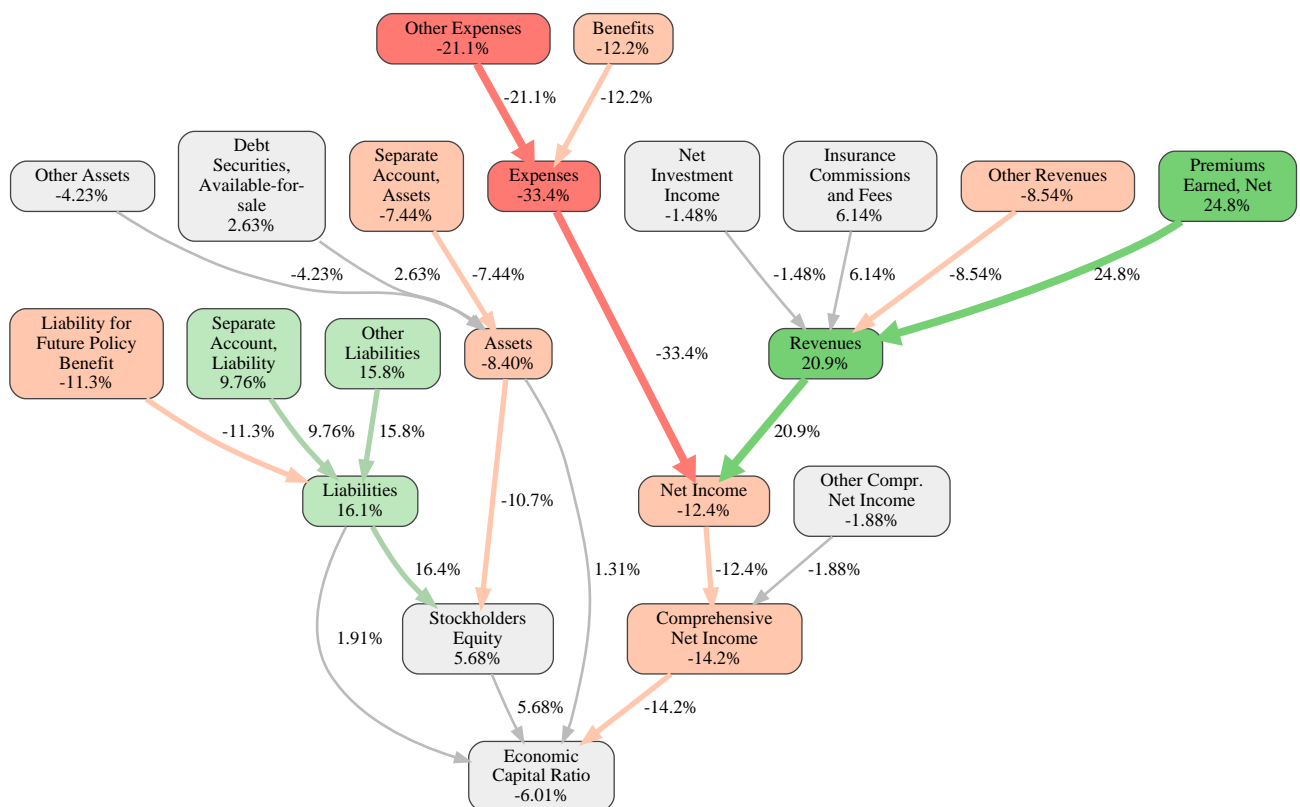 Other Expenses
-21.1%
Benefits
-12.2%
-21.1%
-12.2%
Other Assets
-4.23%
Debt
Securities,
Available-for-
sale
2.63%
Separate
Account,
Assets
-7.44%
Expenses
-33.4%
Net
Investment
Income
-1.48%
Insurance
Commissions
and Fees
6.14%
Other Revenues
-8.54%
Premiums
Earned, Net
24.8%
-4.23%
2.63%
-7.44%
-1.48%
6.14%
-8.54%
24.8%
Liability for
Future Policy
Benefit
-11.3%
Separate
Account,
Liability
9.76%
Other
Liabilities
15.8%
Assets
-8.40%
-33.4%
Revenues
20.9%
-11.3%
9.76%
15.8%
20.9%
Liabilities
16.1%
-10.7%
Net Income
-12.4%
Other Compr.
Net Income
-1.88%
16.4%
1.31%
-12.4%
-1.88%
1.91%
Stockholders
Equity
5.68%
Comprehensive
Net Income
-14.2%
5.68%
-14.2%
Economic
Capital Ratio
-6.01%